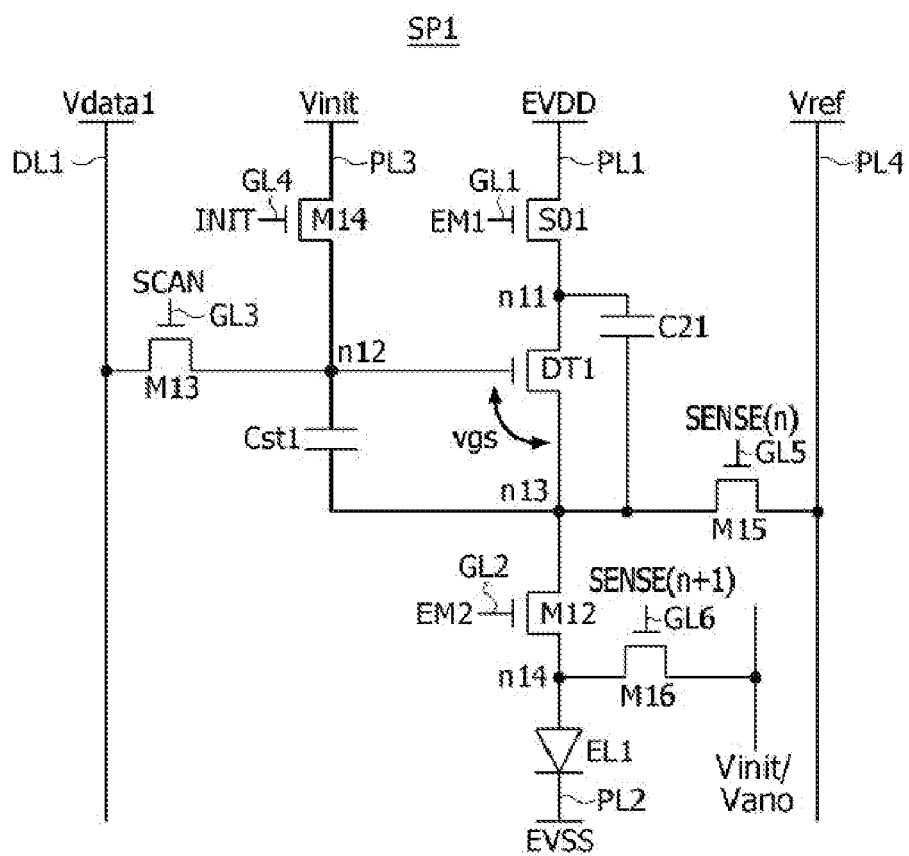 SP1
Vdata1
Vinit
EVDD
Vref
DL1
PL3
PL1
PL4
GL4
GL1
INIT
M14
EM1
S01
SCAN
GL3
n11
C21
n12
M13
DT1
Cst1
vgs
SENSE(n)
GL5
n13
M15
GL2
SENSE(n+1)
EM2
M12
GL6
n14
M16
EL1
Vinit/
Vano
PL2
EVSS